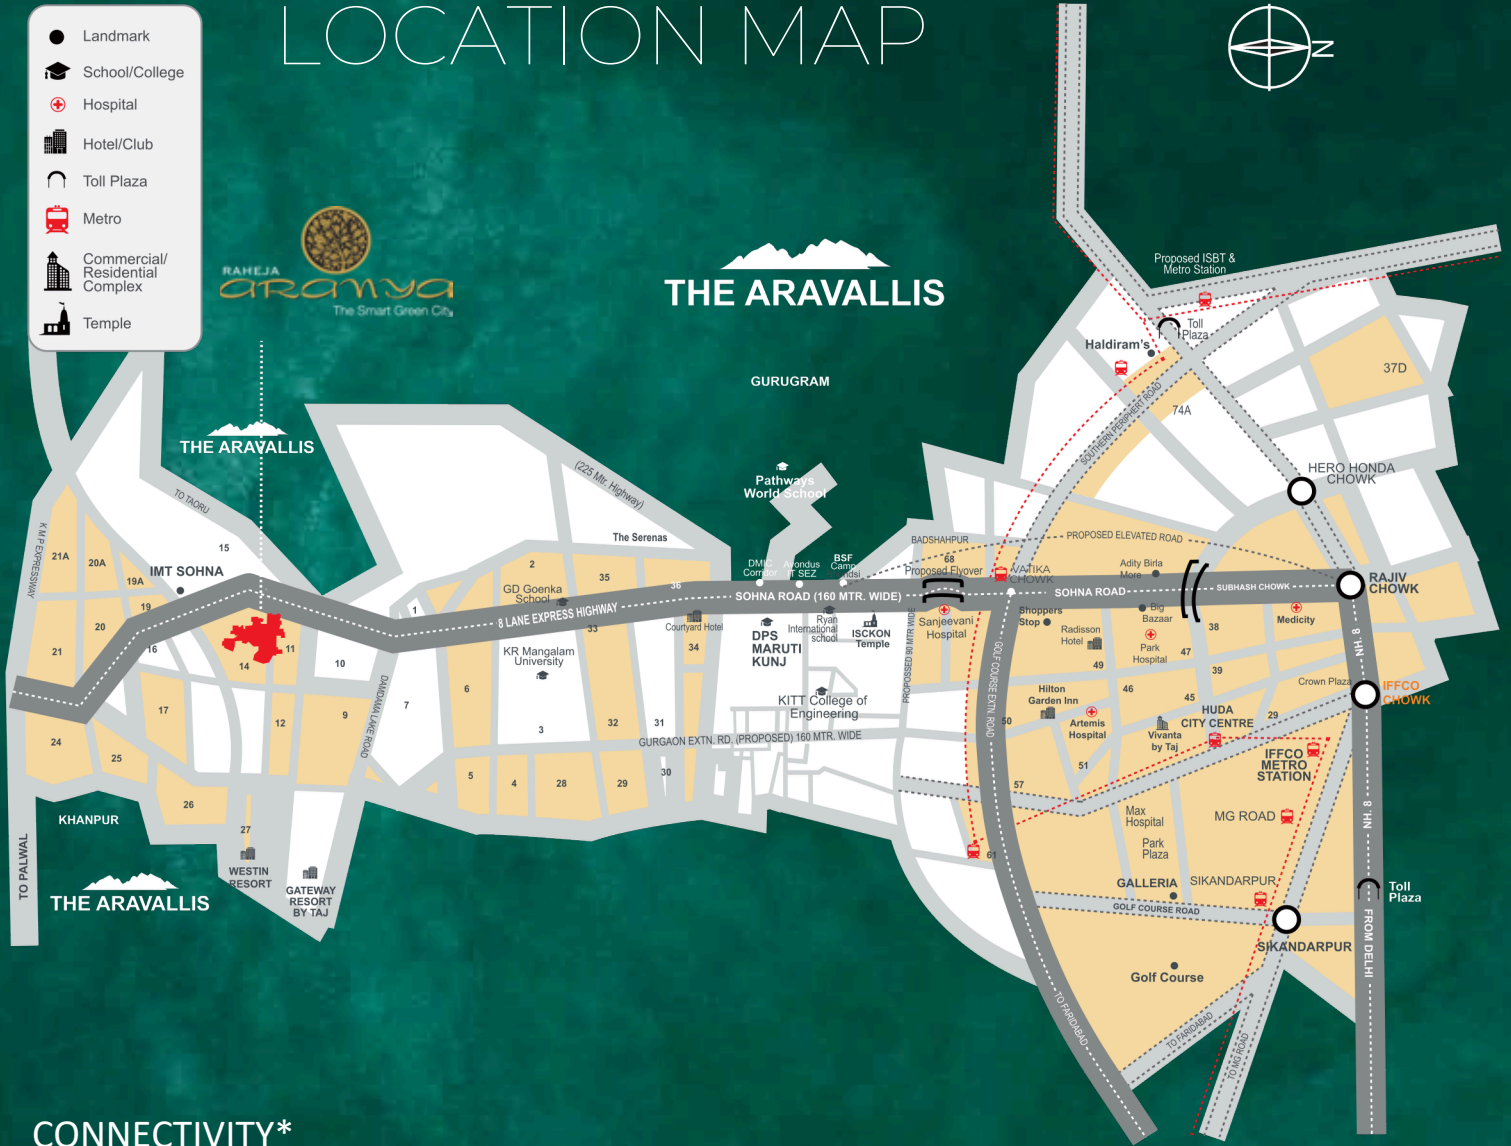 LOCATION MAP
Landmark
School/College
Hospital
Hotel/Club
Toll Plaza
Metro
Commercial/
Residential
Complex
Temple
N
RAHEJA
aranya
The Smart Green City
THE ARAVALLIS
GURUGRAM
THE ARAVALLIS
Proposed ISBT &
Metro Station
Toll
Plaza
Haldiram's
37D
74A
SOUTHERN PERIPHERT ROAD
HERO HONDA
CHOWK
(225 Mtr. Highway)
Pathways
World School
TO TAORU
K M P EXPRESSWAY
15
IMT SOHNA
21A
20A
19A
19
20
21
16
14
11
10
1
2
35
The Serenas
36
GD Goenka
School
33
8 LANE EXPRESS HIGHWAY
Courtyard Hotel
KR Mangalam
University
34
DMIC
Corridor
BSF
Camp
SOHNA ROAD (160 MTR. WIDE)
DPS
MARUTI
KUNJ
Ryan
International
school
ISCKON
Temple
KITT College of
Engineering
BADSHAHPUR
68
Proposed Flyover
Sanjeevani
Hospital
PROPOSSED 90 MTR WIDE
PROPOSED ELEVATED ROAD
VATIKA
CHOWK
SOHNA ROAD
Adity Birla
More
SUBHASH CHOWK
RAJIV
CHOWK
Shoppers
Stop
Big
Bazaar
Radisson
Hotel
Park
Hospital
Medicity
38
47
39
49
46
45
NH. 8
Crown Plaza
IFFCO
CHOWK
Hilton
Garden Inn
Artemis
Hospital
Vivanta
by Taj
HUDA
CITY CENTRE
29
IFFCO
METRO
STATION
50
51
57
GOLF COURSE EXTN. ROAD
17
12
9
7
6
3
32
31
DAMDAMA LAKE ROAD
GURGAON EXTN. RD. (PROPOSED) 160 MTR. WIDE
24
25
26
27
5
4
28
29
30
KHANPUR
TO PALWAL
THE ARAVALLIS
WESTIN
RESORT
GATEWAY
RESORT
BY TAJ
Max
Hospital
Park
Plaza
MG ROAD
NH. 8
61
GALLERIA
SIKANDARPUR
GOLF COURSE ROAD
Toll
Plaza
SIKANDARPUR
FROM DELHI
Golf Course
TO FARIDABAD
TO FARIDABAD
TO MG ROAD
CONNECTIVITY*